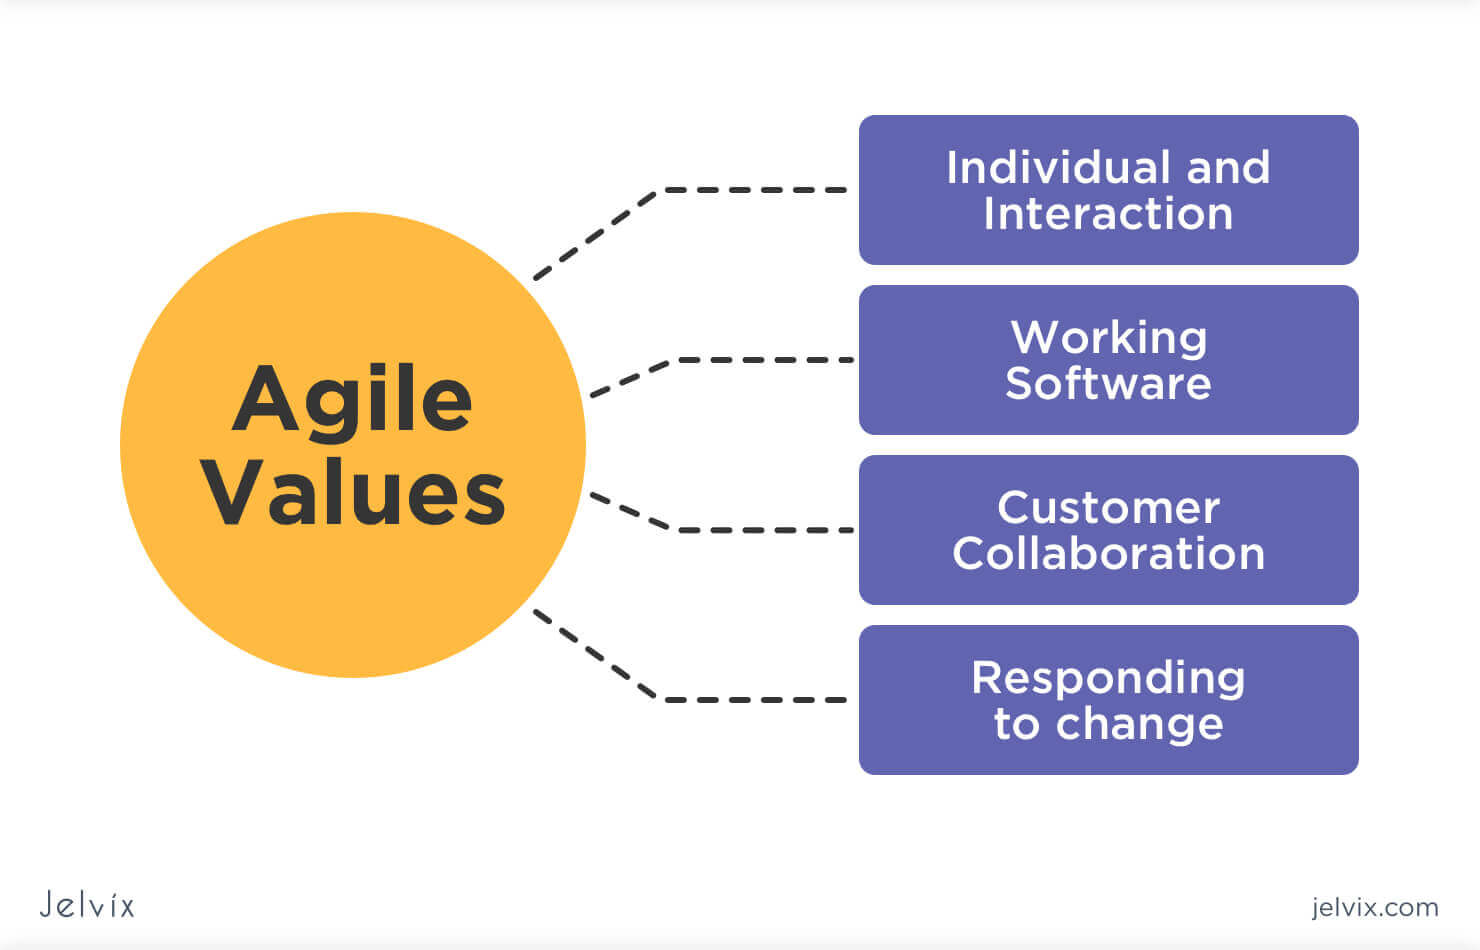 Agile
Values
Individual and
Interaction
Working
Software
Customer
Collaboration
Responding
to change
Jelvix
jelvix.com